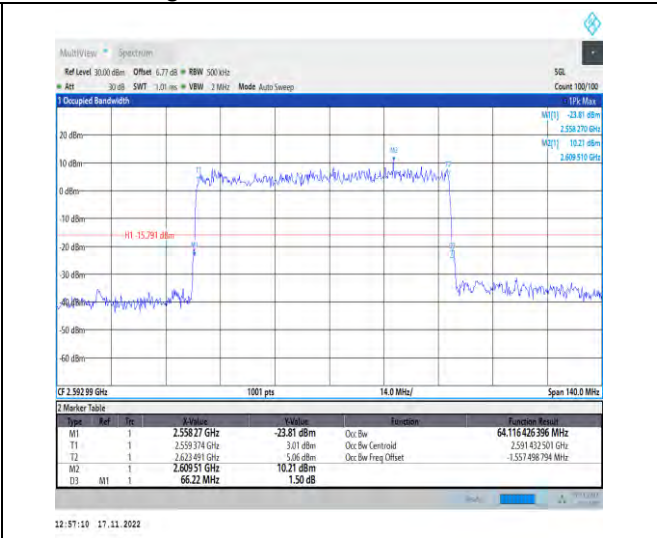 MultiView Spectrum
Ref Level 30.00 dBm Offset 6.77 dB RBW 500 kHz SGL
Att 30 dB SWT 1.01 ms VBW 2 MHz Mode Auto Sweep Count 100/100
1 Occupied Bandwidth 1Pk Max
M1[1] -23.81 dBm
2.558 270 GHz
M2[1] 10.21 dBm
2.609 510 GHz
20 dBm
M2
10 dBm
T1 T2
0 dBm
-10 dBm
H1 -15.791 dBm
-20 dBm M1 D3
-30 dBm
-40 dBm
-50 dBm
-60 dBm
CF 2.592 99 GHz 1001 pts 14.0 MHz/ Span 140.0 MHz
2 Marker Table
Type Ref Trc X-Value Y-Value Function Function Result
M1 1 2.558 27 GHz -23.81 dBm Occ Bw 64.116 426 396 MHz
T1 1 2.559 374 GHz 3.01 dBm Occ Bw Centroid 2.591 432 501 GHz
T2 1 2.623 491 GHz 5.06 dBm Occ Bw Freq Offset -1.557 498 794 MHz
M2 1 2.609 51 GHz 10.21 dBm
D3 M1 1 66.22 MHz 1.50 dB
12:57:10 17.11.2022